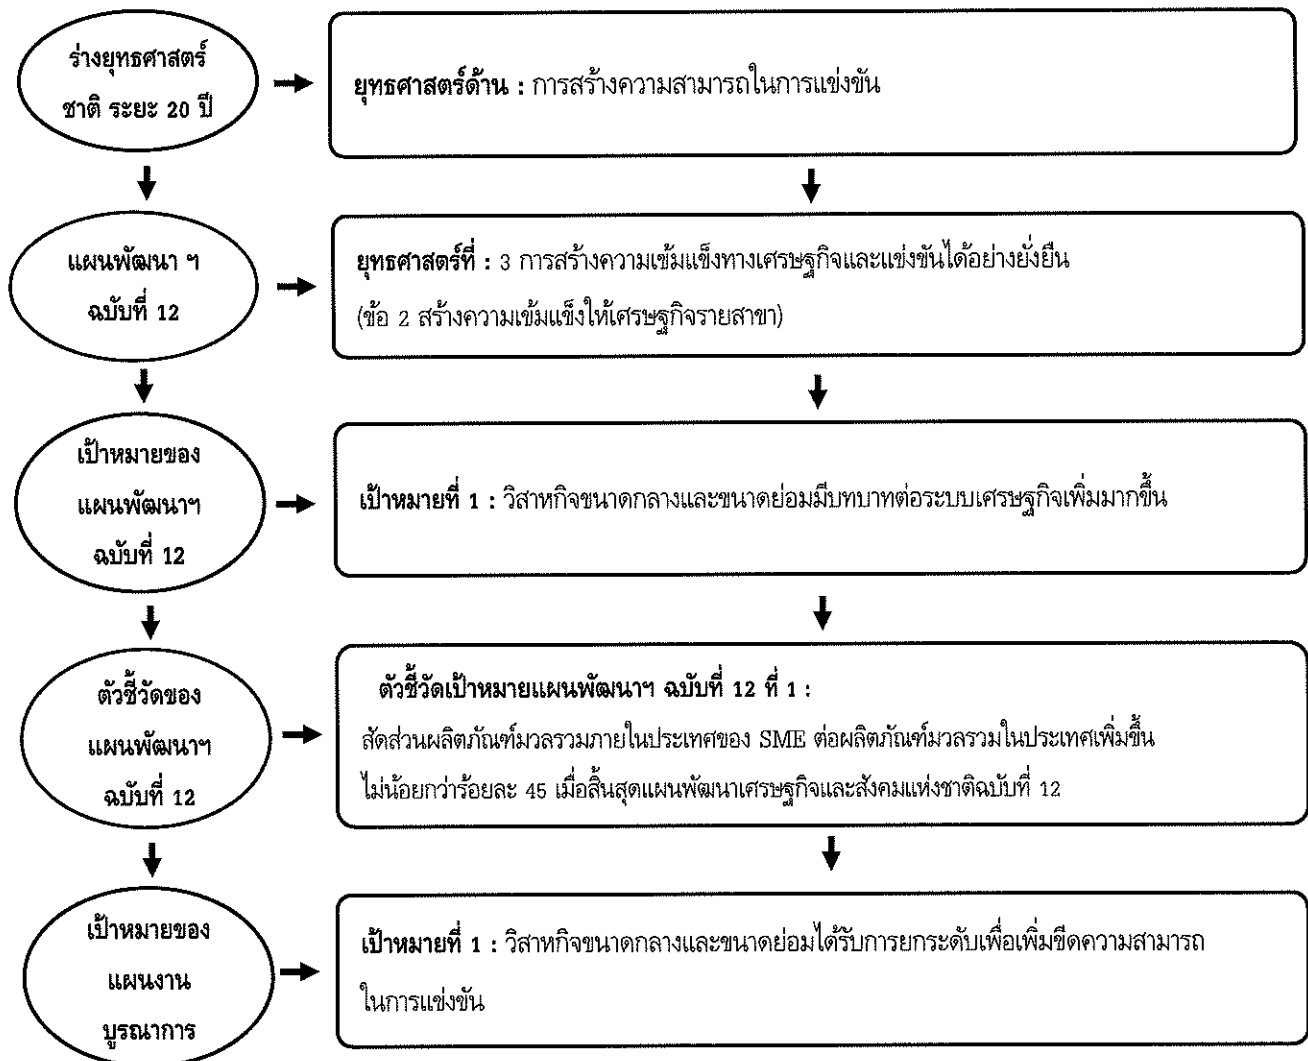 ร่างยุทธศาสตร์
ชาติ ระยะ 20 ปี
ยุทธศาสตร์ด้าน : การสร้างความสามารถในการแข่งขัน
แผนพัฒนา ฯ
ฉบับที่ 12
ยุทธศาสตร์ที่ : 3 การสร้างความเข้มแข็งทางเศรษฐกิจและแข่งขันได้อย่างยั่งยืน
(ข้อ 2 สร้างความเข้มแข็งให้เศรษฐกิจรายสาขา)
เป้าหมายของ
แผนพัฒนาฯ
ฉบับที่ 12
เป้าหมายที่ 1 : วิสาหกิจขนาดกลางและขนาดย่อมมีบทบาทต่อระบบเศรษฐกิจเพิ่มมากขึ้น
ตัวชี้วัดของ
แผนพัฒนาฯ
ฉบับที่ 12
ตัวชี้วัดเป้าหมายแผนพัฒนาฯ ฉบับที่ 12 ที่ 1 :
สัดส่วนผลิตภัณฑ์มวลรวมภายในประเทศของ SME ต่อผลิตภัณฑ์มวลรวมในประเทศเพิ่มขึ้น
ไม่น้อยกว่าร้อยละ 45 เมื่อสิ้นสุดแผนพัฒนาเศรษฐกิจและสังคมแห่งชาติฉบับที่ 12
เป้าหมายของ
แผนงาน
บูรณาการ
เป้าหมายที่ 1 : วิสาหกิจขนาดกลางและขนาดย่อมได้รับการยกระดับเพื่อเพิ่มขีดความสามารถ
ในการแข่งขัน